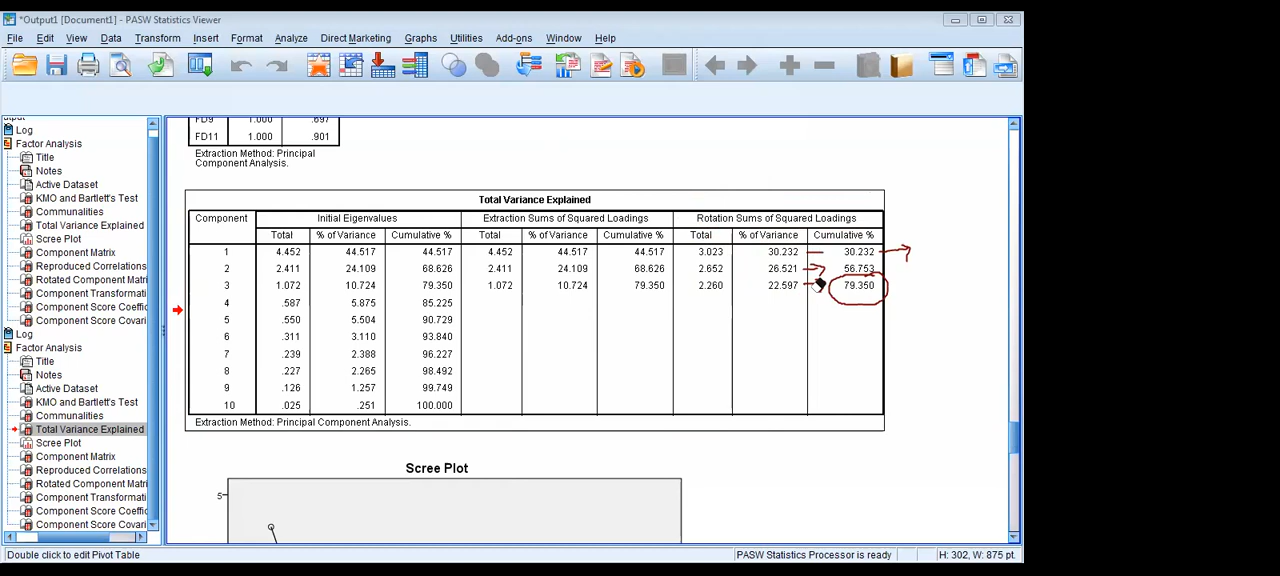 *Output1 [Document1] - PASW Statistics Viewer
File Edit View Data Transform Insert Format Analyze Direct Marketing Graphs Utilities Add-ons Window Help
Log
Factor Analysis
Title
Notes
Active Dataset
KMO and Bartlett's Test
Communalities
Total Variance Explained
Scree Plot
Component Matrix
Reproduced Correlations
Rotated Component Matri
Component Transformati
Component Score Coeffic
Component Score Covari
Log
Factor Analysis
Title
Notes
Active Dataset
KMO and Bartlett's Test
Communalities
Total Variance Explained
Scree Plot
Component Matrix
Reproduced Correlations
Rotated Component Matri
Component Transformati
Component Score Coeffic
Component Score Covari
FD9 1.000 .697
FD11 1.000 .901
Extraction Method: Principal
Component Analysis.
Total Variance Explained
Component Initial Eigenvalues Extraction Sums of Squared Loadings Rotation Sums of Squared Loadings
Total % of Variance Cumulative % Total % of Variance Cumulative % Total % of Variance Cumulative %
1 4.452 44.517 44.517 4.452 44.517 44.517 3.023 30.232 30.232
2 2.411 24.109 68.626 2.411 24.109 68.626 2.652 26.521 56.753
3 1.072 10.724 79.350 1.072 10.724 79.350 2.260 22.597 79.350
4 .587 5.875 85.225
5 .550 5.504 90.729
6 .311 3.110 93.840
7 .239 2.388 96.227
8 .227 2.265 98.492
9 .126 1.257 99.749
10 .025 .251 100.000
Extraction Method: Principal Component Analysis.
Scree Plot
5
Double click to edit Pivot Table
PASW Statistics Processor is ready
H: 302, W: 875 pt.